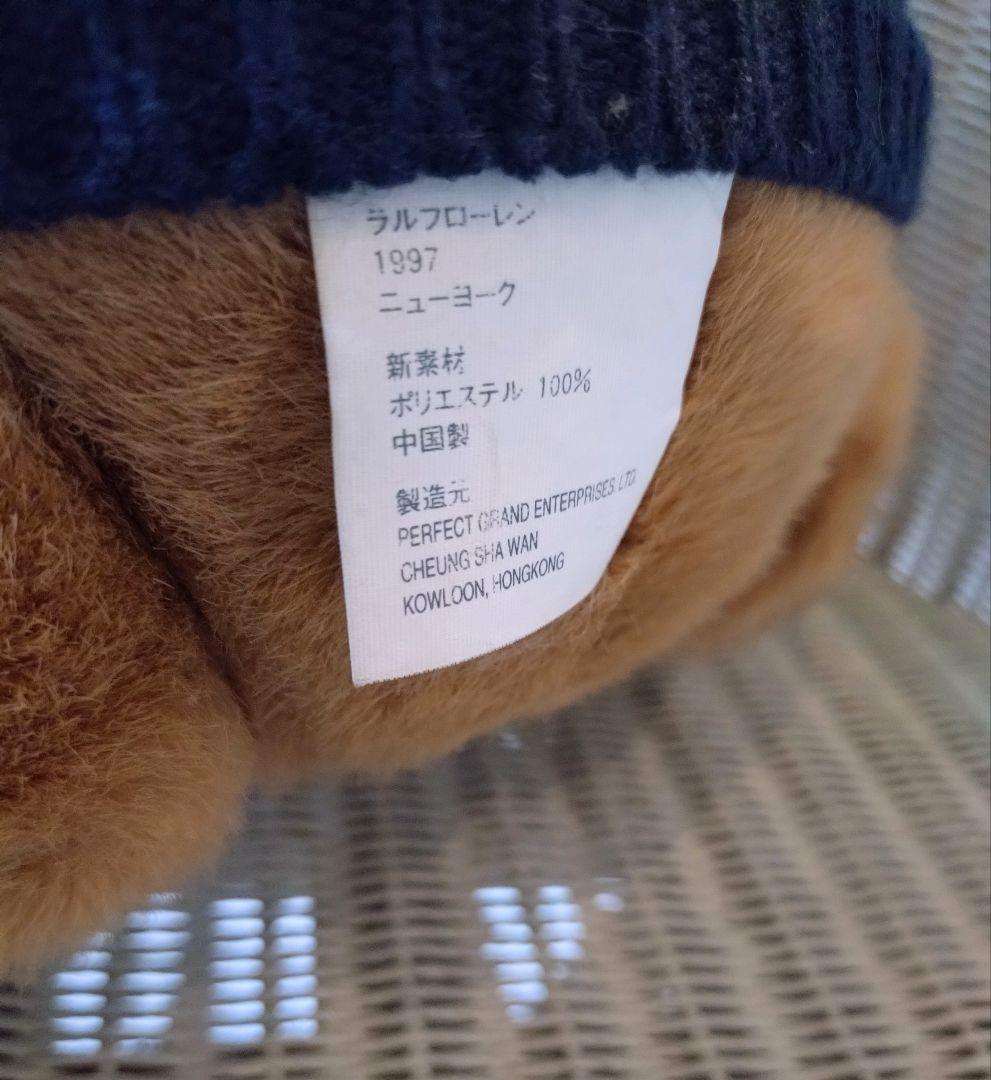 ラルフローレン
1997
ニューヨーク
新素材
ポリエステル 100%
中国製
製造元
PERFECT GRAND ENTERPRISES. LTD.
CHEUNG SHA WAN
KOWLOON, HONGKONG